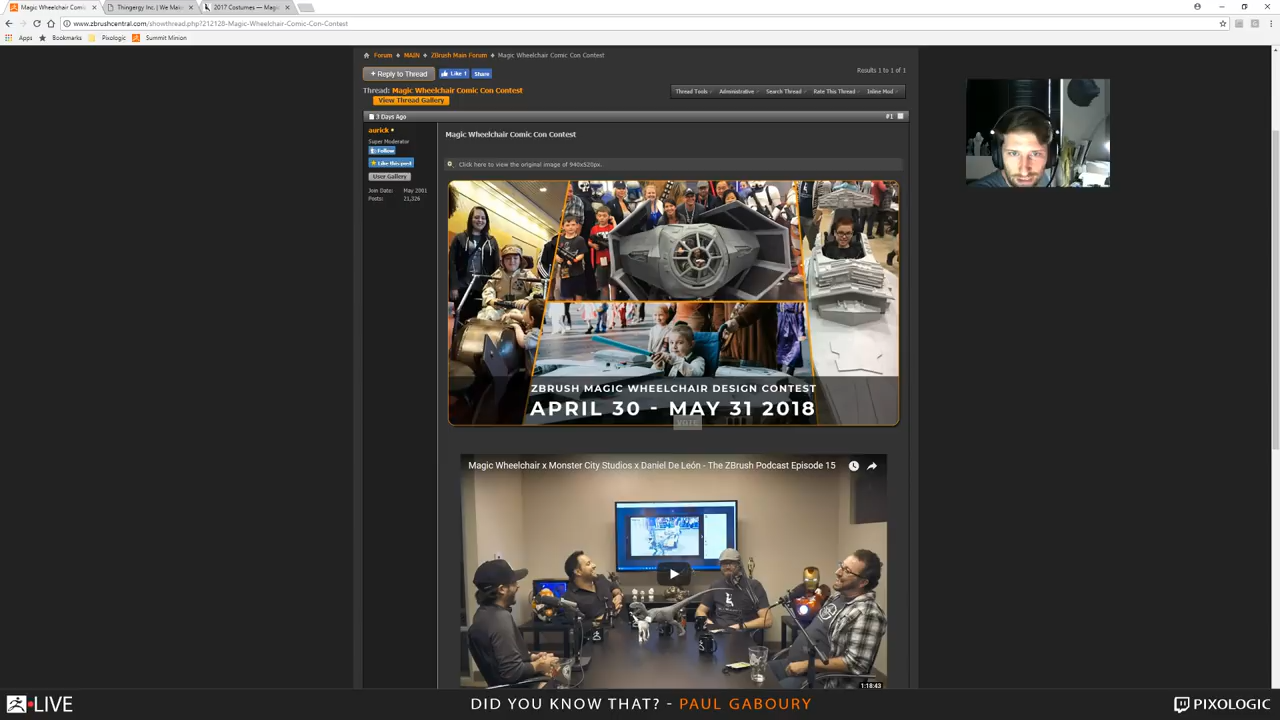 Magic Wheelchair Comic Con
Thingergy Inc. | We Make
2017 Costumes — Magic
www.zbrushcentral.com/showthread.php?212128-Magic-Wheelchair-Comic-Con-Contest
Apps Bookmarks Pixologic Summit Minion
Forum MAIN ZBrush Main Forum Magic Wheelchair Comic Con Contest
+ Reply to Thread Like 1 Share Results 1 to 1 of 1
Thread: Magic Wheelchair Comic Con Contest
Thread Tools Administrative Search Thread Rate This Thread Inline Mod
View Thread Gallery
3 Days Ago #1
aurick
Super Moderator
Follow
Like this post
User Gallery
Join Date: May 2001
Posts: 21,326
Magic Wheelchair Comic Con Contest
Click here to view the original image of 940x520px.
ZBRUSH MAGIC WHEELCHAIR DESIGN CONTEST
APRIL 30 - MAY 31 2018
VOTE
Magic Wheelchair x Monster City Studios x Daniel De León - The ZBrush Podcast Episode 15
1:18:43
LIVE
DID YOU KNOW THAT? - PAUL GABOURY
PIXOLOGIC